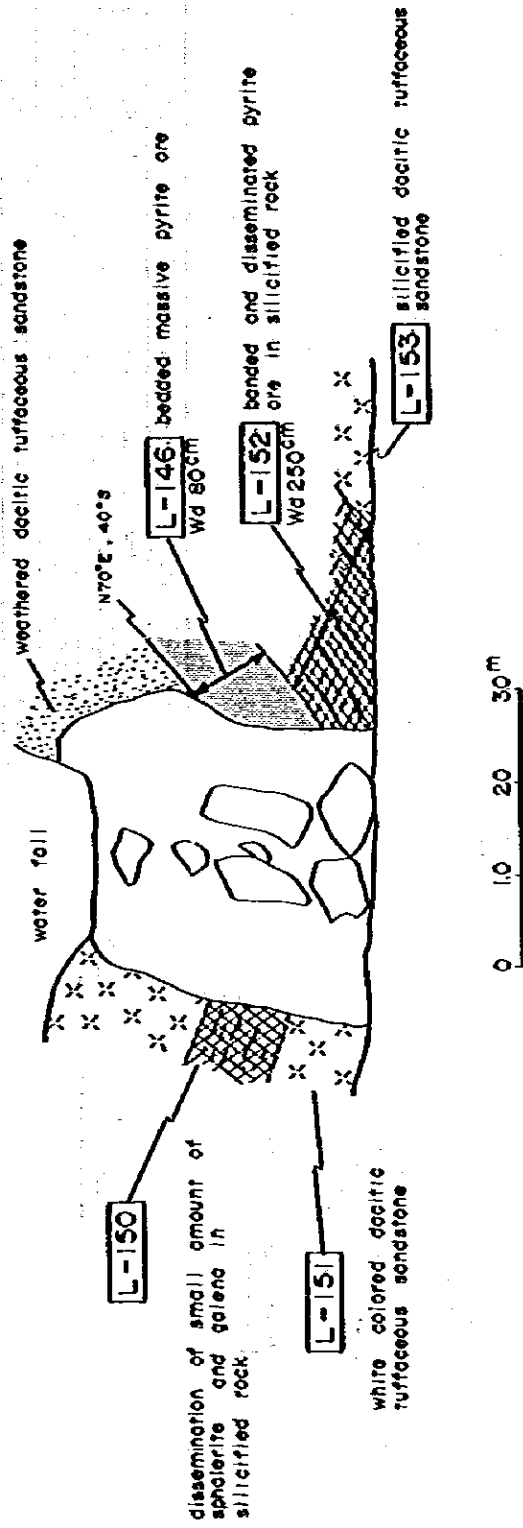 water fall
weathered dacitic tuffaceous sandstone
N70°E, 40°S
L-146 bedded massive pyrite ore
Wd 80cm
L-152 banded and disseminated pyrite
ore in silicified rock
Wd 250cm
L-153 silicified dacitic tuffaceous
sandstone
L-150
dissemination of small amount of
sphalerite and galena in
silicified rock
L-151
white colored dacitic
tuffaceous sandstone
0 1.0 20 30m